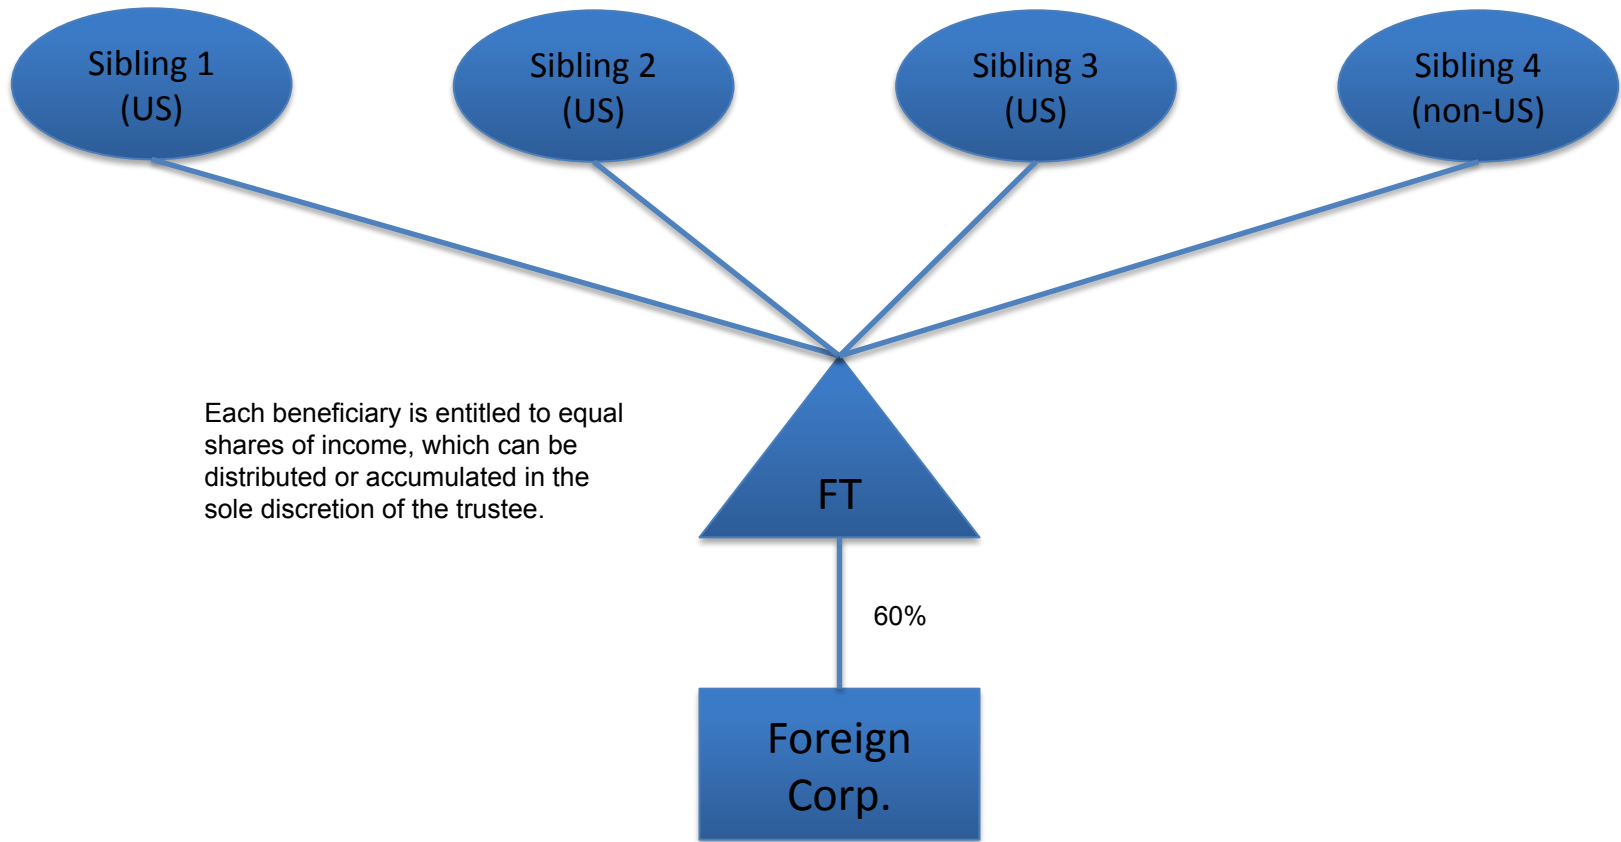 Sibling 1
(US)
Sibling 2
(US)
Sibling 3
(US)
Sibling 4
(non-US)
Each beneficiary is entitled to equal
shares of income, which can be
distributed or accumulated in the
sole discretion of the trustee.
FT
60%
Foreign
Corp.